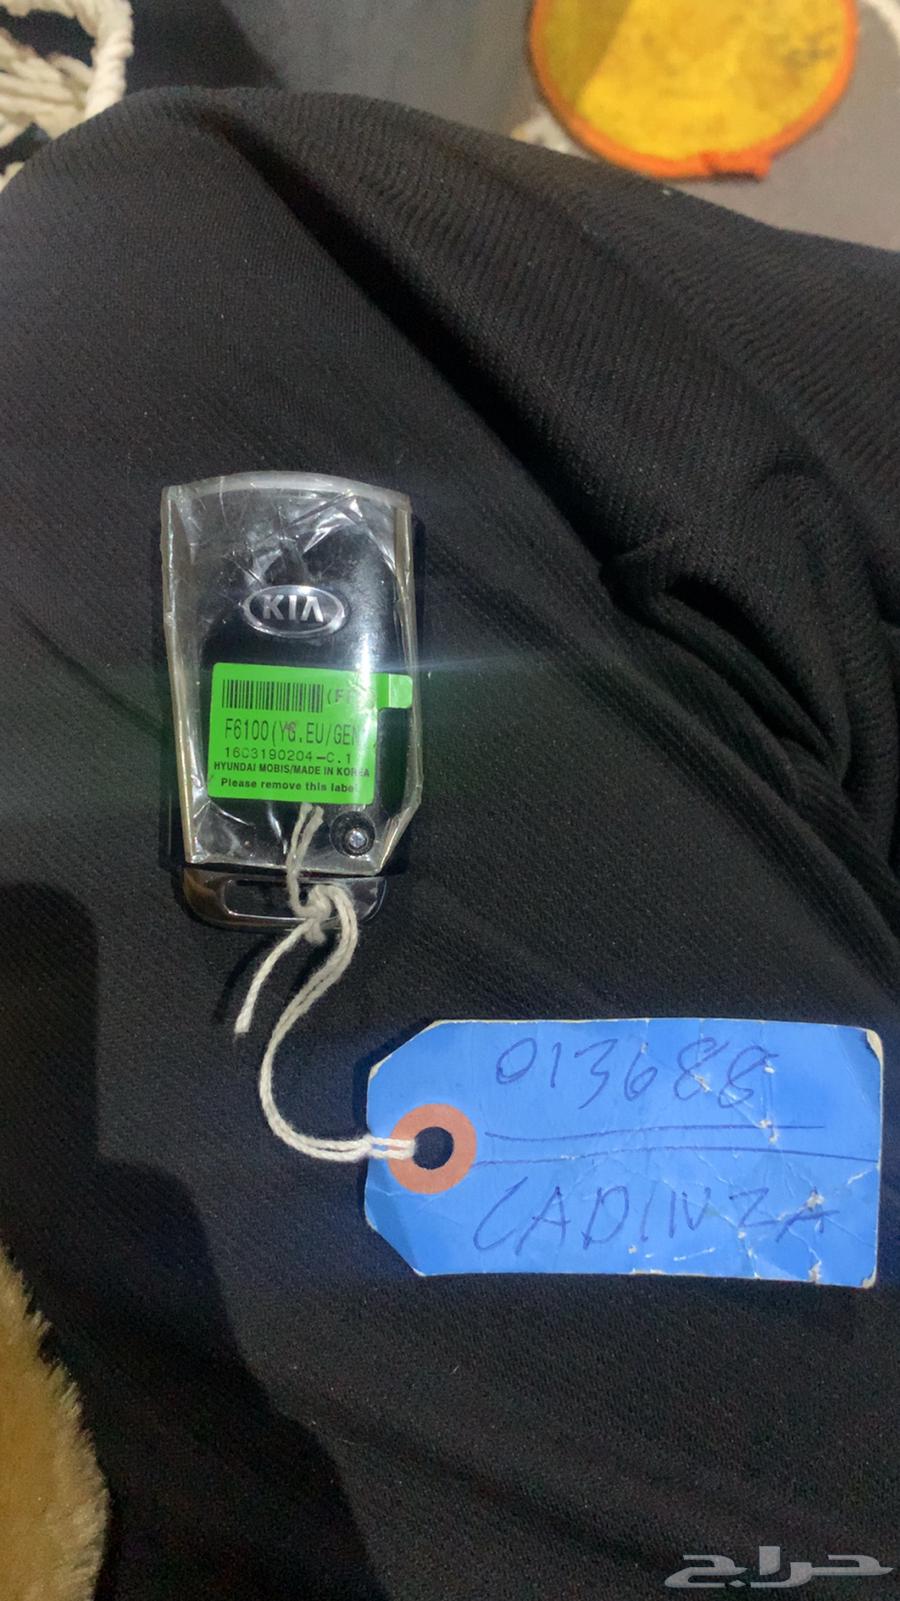 KIA
F6100(YG.EU/GEN
1603190204-C.1
HYUNDAI MOBIS/MADE IN KOREA
Please remove this label
013688
CADINZA
حراج